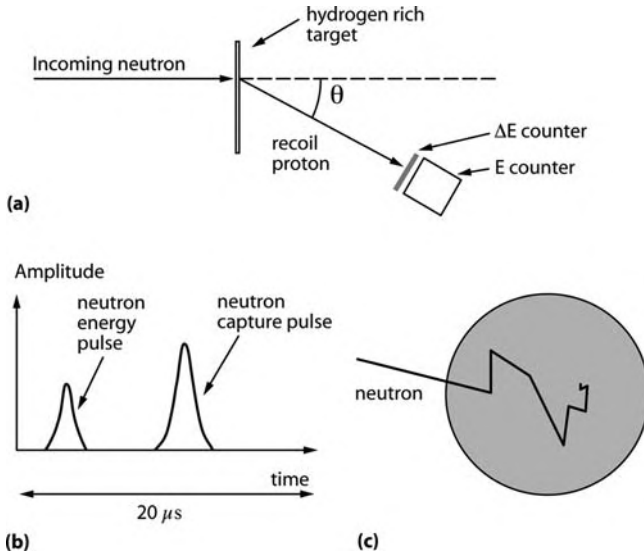 hydrogen rich
target
Incoming neutron
θ
ΔE counter
recoil
proton
E counter
(a)
Amplitude
neutron
energy
pulse
neutron
capture pulse
neutron
time
20 μs
(b)
(c)